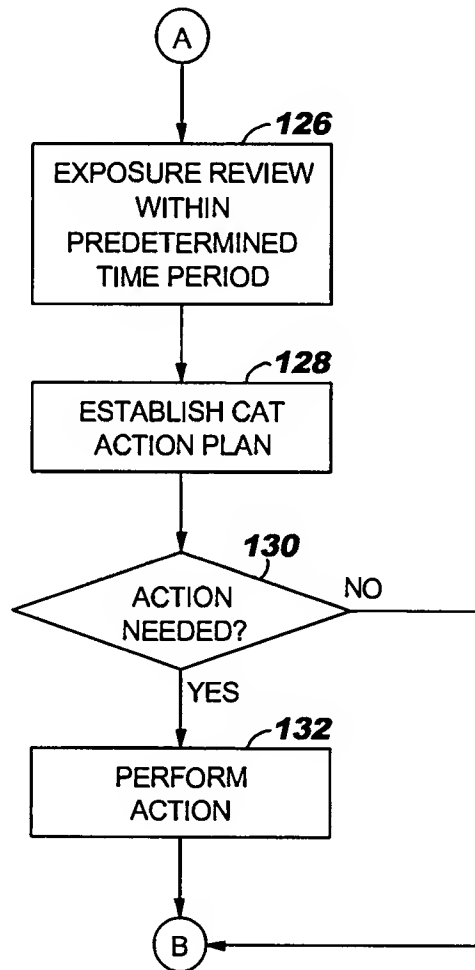 A
126
EXPOSURE REVIEW
WITHIN
PREDETERMINED
TIME PERIOD
128
ESTABLISH CAT
ACTION PLAN
130
ACTION
NEEDED?
NO
YES
132
PERFORM
ACTION
B